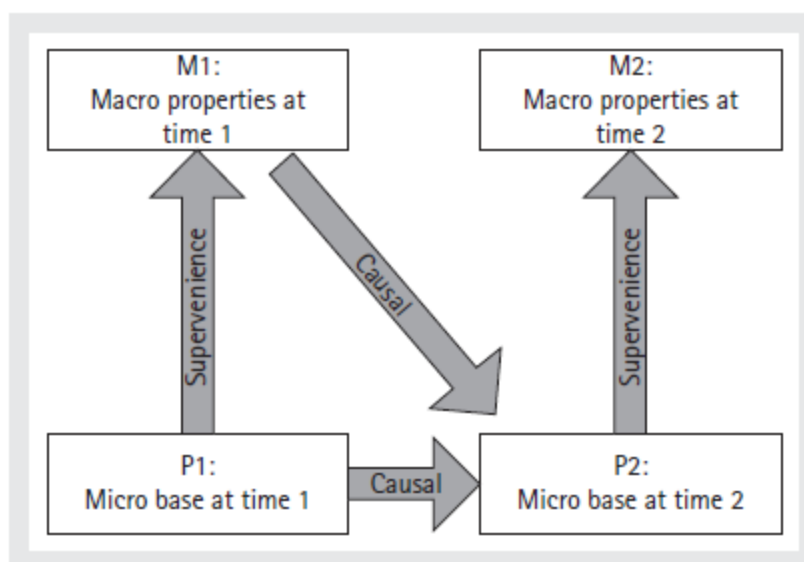 M1:
Macro properties at
time 1
M2:
Macro properties at
time 2
Supervenience
Causal
Supervenience
P1:
Micro base at time 1
Causal
P2:
Micro base at time 2